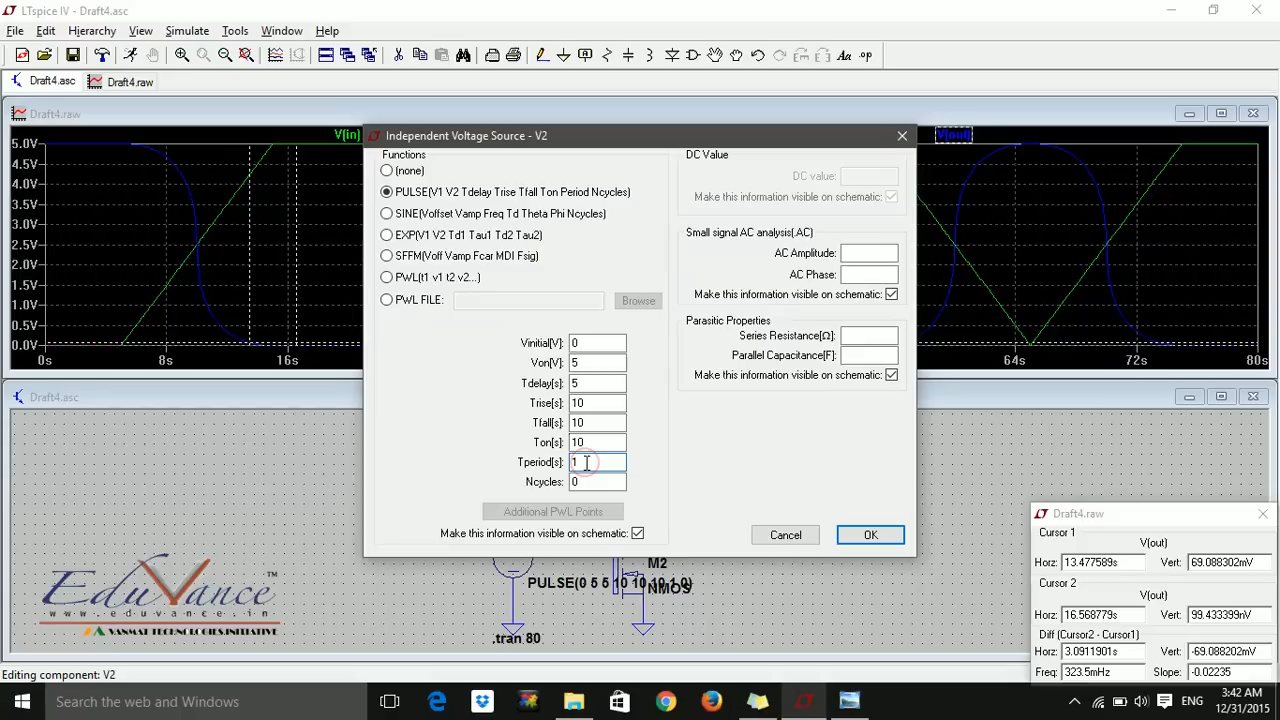 LTspice IV - Draft4.asc
File Edit Hierarchy View Simulate Tools Window Help
Draft4.asc Draft4.raw
Draft4.raw
V(in) V(out)
5.0V
4.5V
4.0V
3.5V
3.0V
2.5V
2.0V
1.5V
1.0V
0.5V
0.0V
0s 8s 16s 64s 72s 80s
Independent Voltage Source - V2
Functions
(none)
PULSE(V1 V2 Tdelay Trise Tfall Ton Period Ncycles)
SINE(Voffset Vamp Freq Td Theta Phi Ncycles)
EXP(V1 V2 Td1 Tau1 Td2 Tau2)
SFFM(Voff Vamp Fcar MDI Fsig)
PWL(t1 v1 t2 v2...)
PWL FILE: Browse
Vinitial[V]: 0
Von[V]: 5
Tdelay[s]: 5
Trise[s]: 10
Tfall[s]: 10
Ton[s]: 10
Tperiod[s]: 1
Ncycles: 0
Additional PWL Points
Make this information visible on schematic:
DC Value
DC value:
Make this information visible on schematic:
Small signal AC analysis(.AC)
AC Amplitude:
AC Phase:
Make this information visible on schematic:
Parasitic Properties
Series Resistance[Ω]:
Parallel Capacitance[F]:
Make this information visible on schematic:
Cancel OK
Draft4.asc
M2
PULSE(0 5 5 10 10 10 1 0)
NMOS
.tran 80
EduVance™
www.eduvance.in
VANMAT TECHNOLOGIES INITIATIVE
Draft4.raw
Cursor 1
V(out)
Horz: 13.477589s Vert: 69.088302mV
Cursor 2
V(out)
Horz: 16.568779s Vert: 99.433399nV
Diff (Cursor2 - Cursor1)
Horz: 3.0911901s Vert: -69.088202mV
Freq: 323.5mHz Slope: -0.02235
Editing component: V2
Search the web and Windows
ENG
3:42 AM
12/31/2015